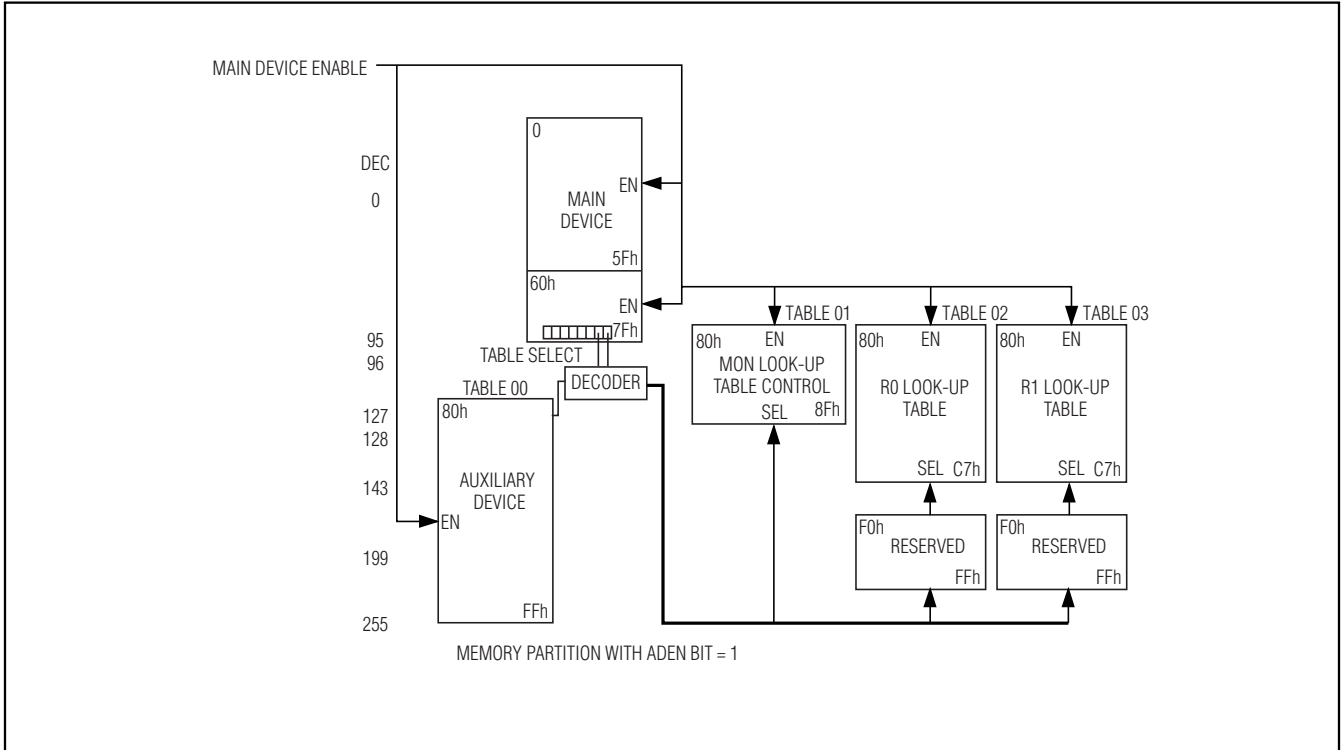 MAIN DEVICE ENABLE
DEC
0
95
96
127
128
143
199
255
0
EN
MAIN
DEVICE
5Fh
60h
EN
7Fh
TABLE SELECT
DECODER
TABLE 00
80h
AUXILIARY
DEVICE
EN
FFh
TABLE 01
80h
EN
MON LOOK-UP
TABLE CONTROL
SEL
8Fh
TABLE 02
80h
EN
R0 LOOK-UP
TABLE
SEL
C7h
F0h
RESERVED
FFh
TABLE 03
80h
EN
R1 LOOK-UP
TABLE
SEL
C7h
F0h
RESERVED
FFh
MEMORY PARTITION WITH ADEN BIT = 1